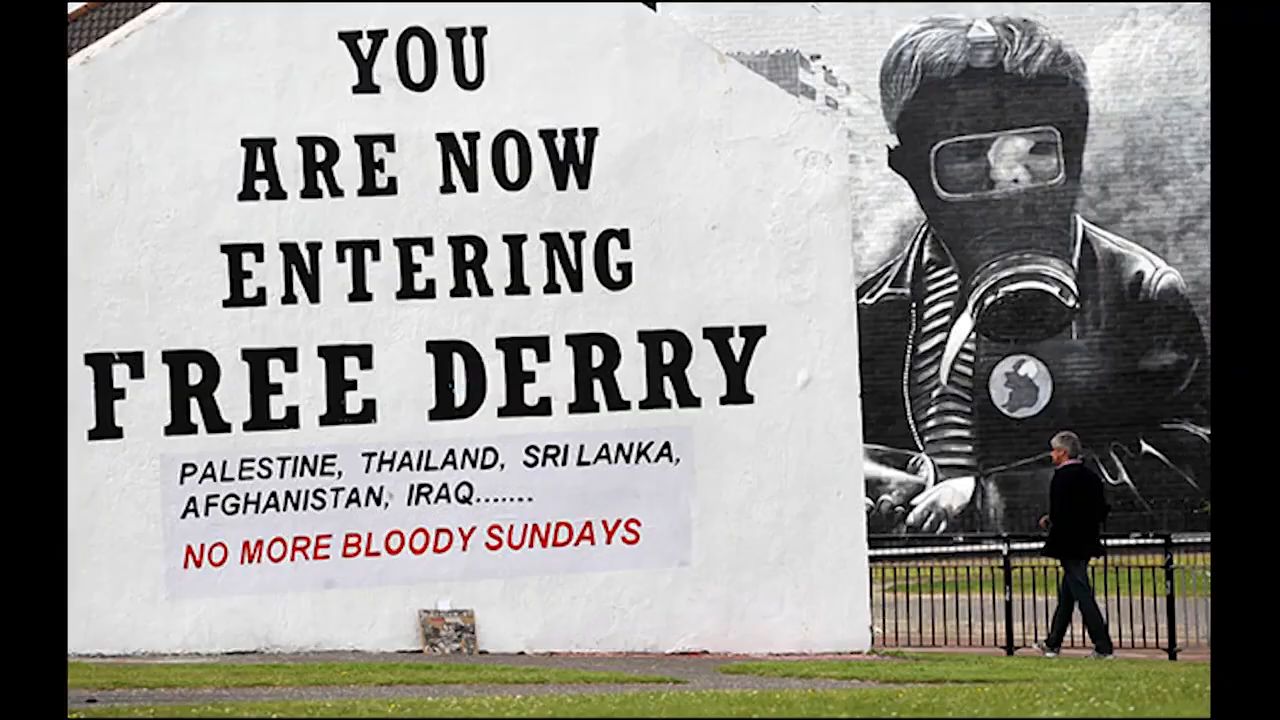 YOU
ARE NOW
ENTERING
FREE DERRY
PALESTINE, THAILAND, SRI LANKA,
AFGHANISTAN, IRAQ.......
NO MORE BLOODY SUNDAYS